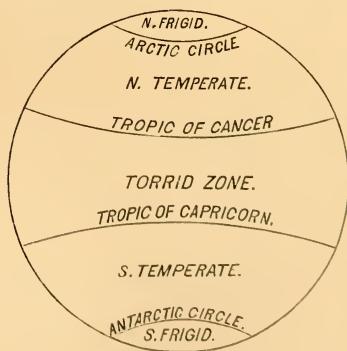 N. FRIGID.
ARCTIC CIRCLE
N. TEMPERATE.
TROPIC OF CANCER
TORRID ZONE.
TROPIC OF CAPRICORN.
S. TEMPERATE.
ANTARCTIC CIRCLE.
S. FRIGID.